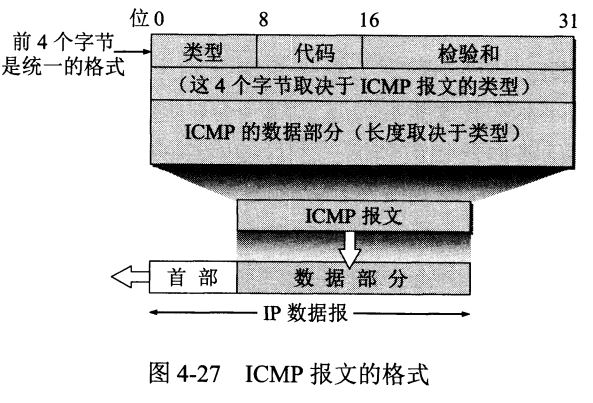 位 0 8 16 31
前 4 个字节
是统一的格式
类型 代码 检验和
（这 4 个字节取决于 ICMP 报文的类型）
ICMP 的数据部分（长度取决于类型）
ICMP 报文
首 部 数 据 部 分
IP 数据报
图 4-27 ICMP 报文的格式